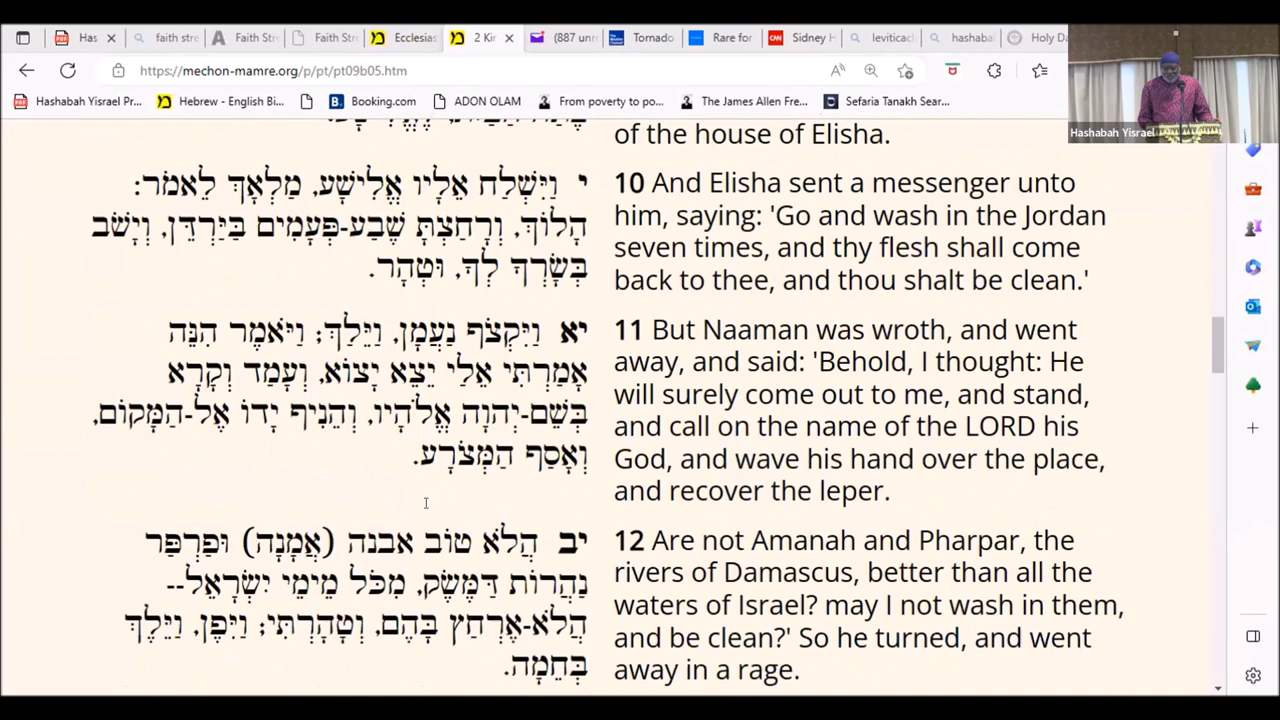 Has
faith stre
Faith Stre
Faith Str
Ecclesias
2 Kin
(887 unre
Tornado
Rare for
Sidney H
leviticacl
hashabal
Holy Da
https://mechon-mamre.org/p/pt/pt09b05.htm
Hashabah Yisrael Pr...
Hebrew - English Bi...
Booking.com
ADON OLAM
From poverty to po...
The James Allen Fre...
Sefaria Tanakh Sear...
Hashabah Yisrael
of the house of Elisha.
י וַיִּשְׁלַח אֵלָיו אֱלִישָׁע, מַלְאָךְ לֵאמֹר:
הָלוֹךְ, וְרָחַצְתָּ שֶׁבַע-פְּעָמִים בַּיַּרְדֵּן, וְיָשֹׁב
בְּשָׂרְךָ לְךָ, וּטְהָר.
10 And Elisha sent a messenger unto
him, saying: 'Go and wash in the Jordan
seven times, and thy flesh shall come
back to thee, and thou shalt be clean.'
יא וַיִּקְצֹף נַעֲמָן, וַיֵּלַךְ; וַיֹּאמֶר הִנֵּה
אָמַרְתִּי אֵלַי יֵצֵא יָצוֹא, וְעָמַד וְקָרָא
בְּשֵׁם-יְהוָה אֱלֹהָיו, וְהֵנִיף יָדוֹ אֶל-הַמָּקוֹם,
וְאָסַף הַמְּצֹרָע.
11 But Naaman was wroth, and went
away, and said: 'Behold, I thought: He
will surely come out to me, and stand,
and call on the name of the LORD his
God, and wave his hand over the place,
and recover the leper.
יב הֲלֹא טוֹב אבנה (אֲמָנָה) וּפַרְפַּר
נַהֲרוֹת דַּמֶּשֶׂק, מִכֹּל מֵימֵי יִשְׂרָאֵל--
הֲלֹא-אֶרְחַץ בָּהֶם, וְטָהָרְתִּי; וַיִּפֶן, וַיֵּלֶךְ
בְּחֵמָה.
12 Are not Amanah and Pharpar, the
rivers of Damascus, better than all the
waters of Israel? may I not wash in them,
and be clean?' So he turned, and went
away in a rage.